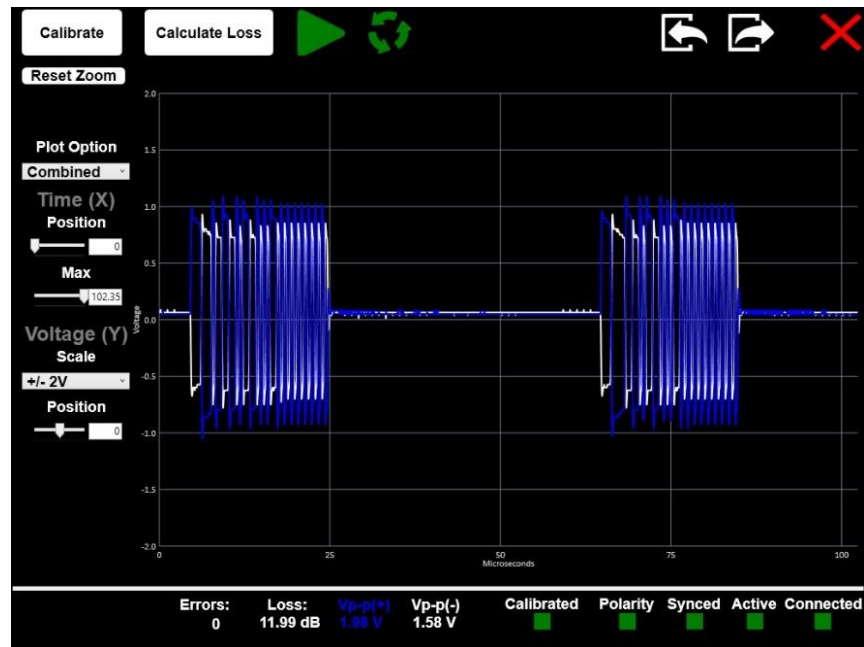 Calibrate
Calculate Loss
Reset Zoom
Plot Option
Combined
Time (X)
Position
0
Max
102.35
Voltage (Y)
Scale
+/- 2V
Position
0
2.0
1.5
1.0
0.5
0.0
-0.5
-1.0
-1.5
-2.0
Voltage
0 25 50 75 100
Microseconds
Errors: Loss: Vp-p(+) Vp-p(-) Calibrated Polarity Synced Active Connected
0 11.99 dB 1.98 V 1.58 V